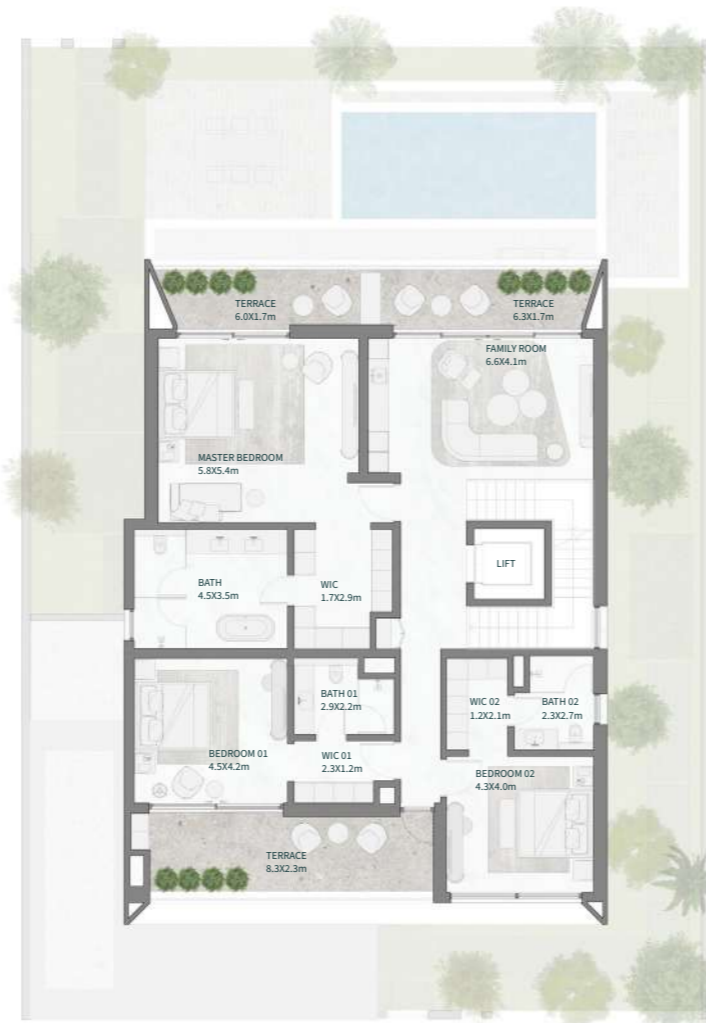 TERRACE
6.0X1.7m
TERRACE
6.3X1.7m
FAMILY ROOM
6.6X4.1m
MASTER BEDROOM
5.8X5.4m
LIFT
BATH
4.5X3.5m
WIC
1.7X2.9m
BATH 01
2.9X2.2m
WIC 02
1.2X2.1m
BATH 02
2.3X2.7m
BEDROOM 01
4.5X4.2m
WIC 01
2.3X1.2m
BEDROOM 02
4.3X4.0m
TERRACE
8.3X2.3m